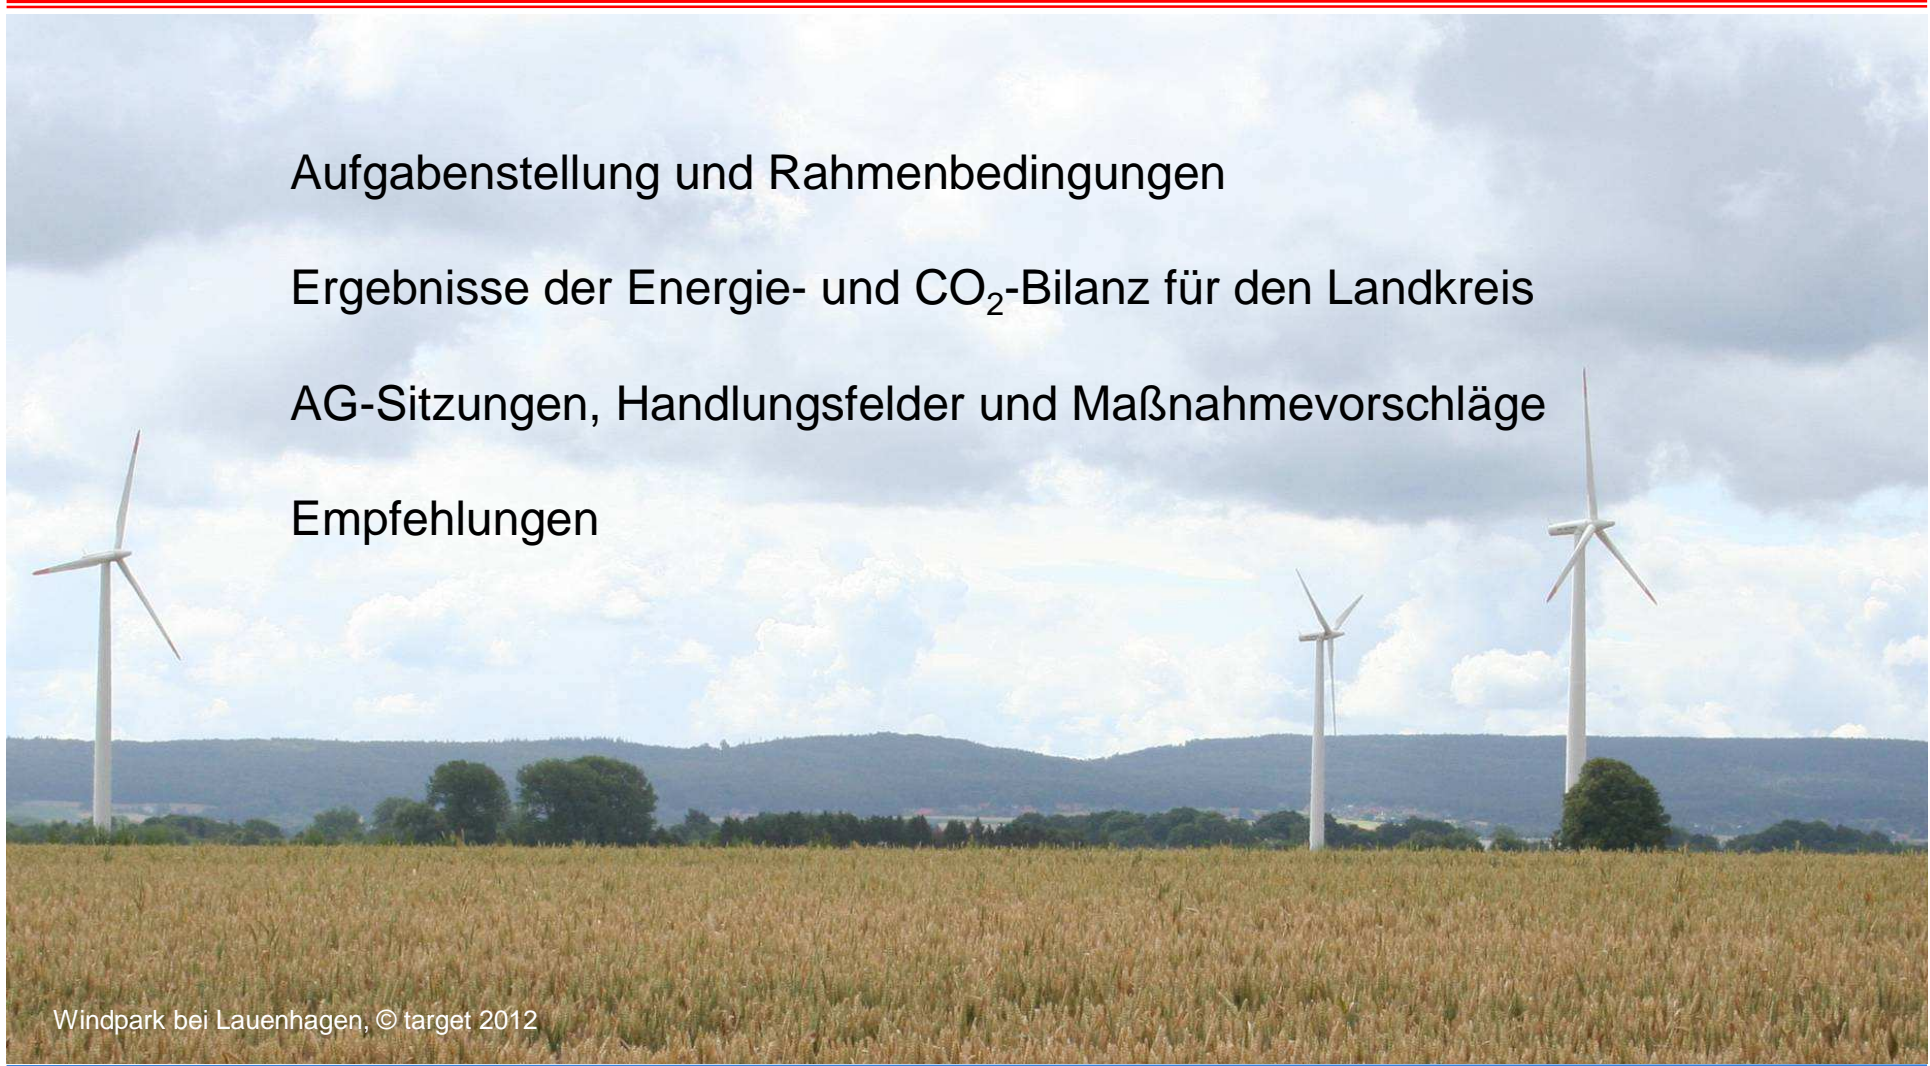 Aufgabenstellung und Rahmenbedingungen
Ergebnisse der Energie- und CO₂-Bilanz für den Landkreis
AG-Sitzungen, Handlungsfelder und Maßnahmevorschläge
Empfehlungen
Windpark bei Lauenhagen, © target 2012